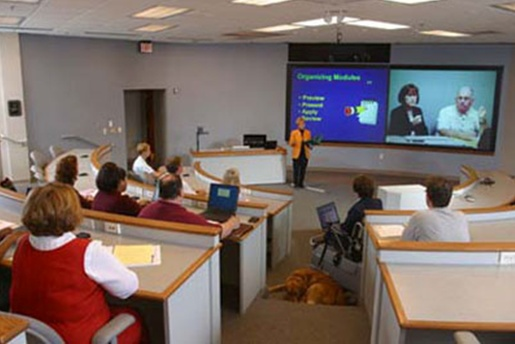 Organizing Modules
• Preview
• Present
• Apply
• Review